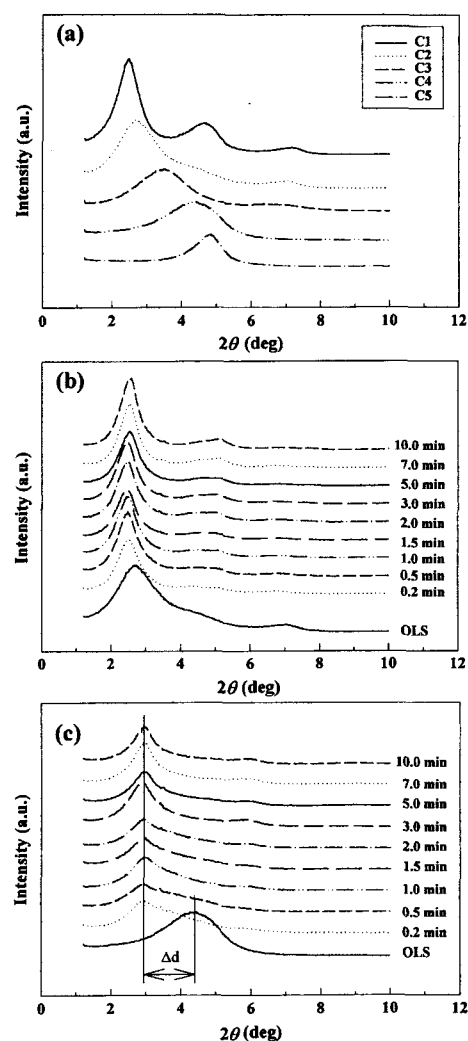 (a)
C1
C2
C3
C4
C5
Intensity (a.u.)
0 2 4 6 8 10 12
2θ (deg)
(b)
10.0 min
7.0 min
5.0 min
3.0 min
2.0 min
1.5 min
1.0 min
0.5 min
0.2 min
OLS
Intensity (a.u.)
0 2 4 6 8 10 12
2θ (deg)
(c)
10.0 min
7.0 min
5.0 min
3.0 min
2.0 min
1.5 min
1.0 min
0.5 min
0.2 min
OLS
Δd
Intensity (a.u.)
0 2 4 6 8 10 12
2θ (deg)